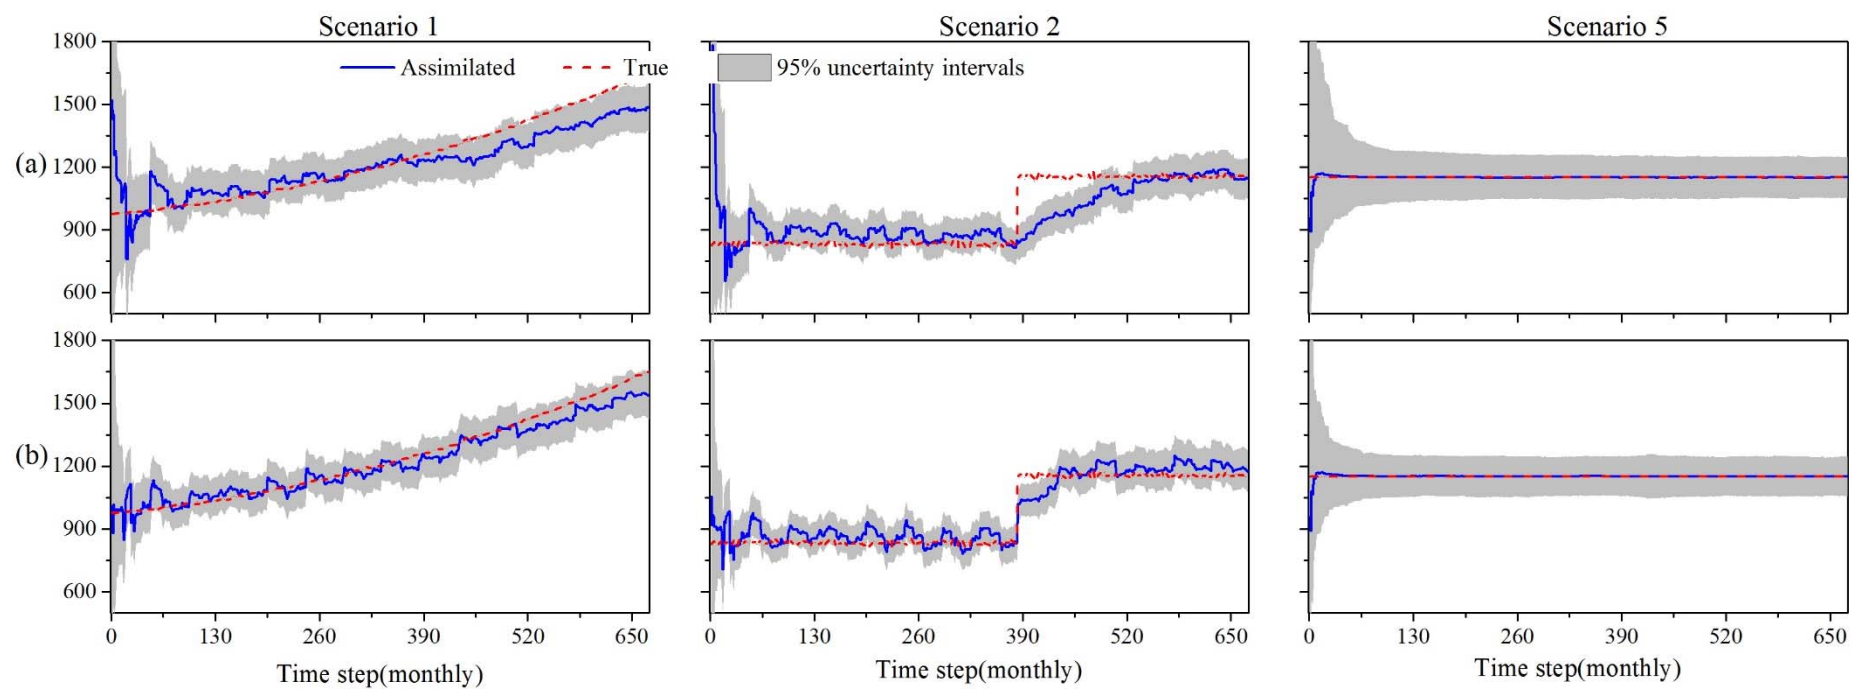 Scenario 1 Scenario 2 Scenario 5
1800
Assimilated True 95% uncertainty intervals
1500
(a) 1200
900
600
1800
1500
(b) 1200
900
600
0 130 260 390 520 650 0 130 260 390 520 650 0 130 260 390 520 650
Time step(monthly) Time step(monthly) Time step(monthly)